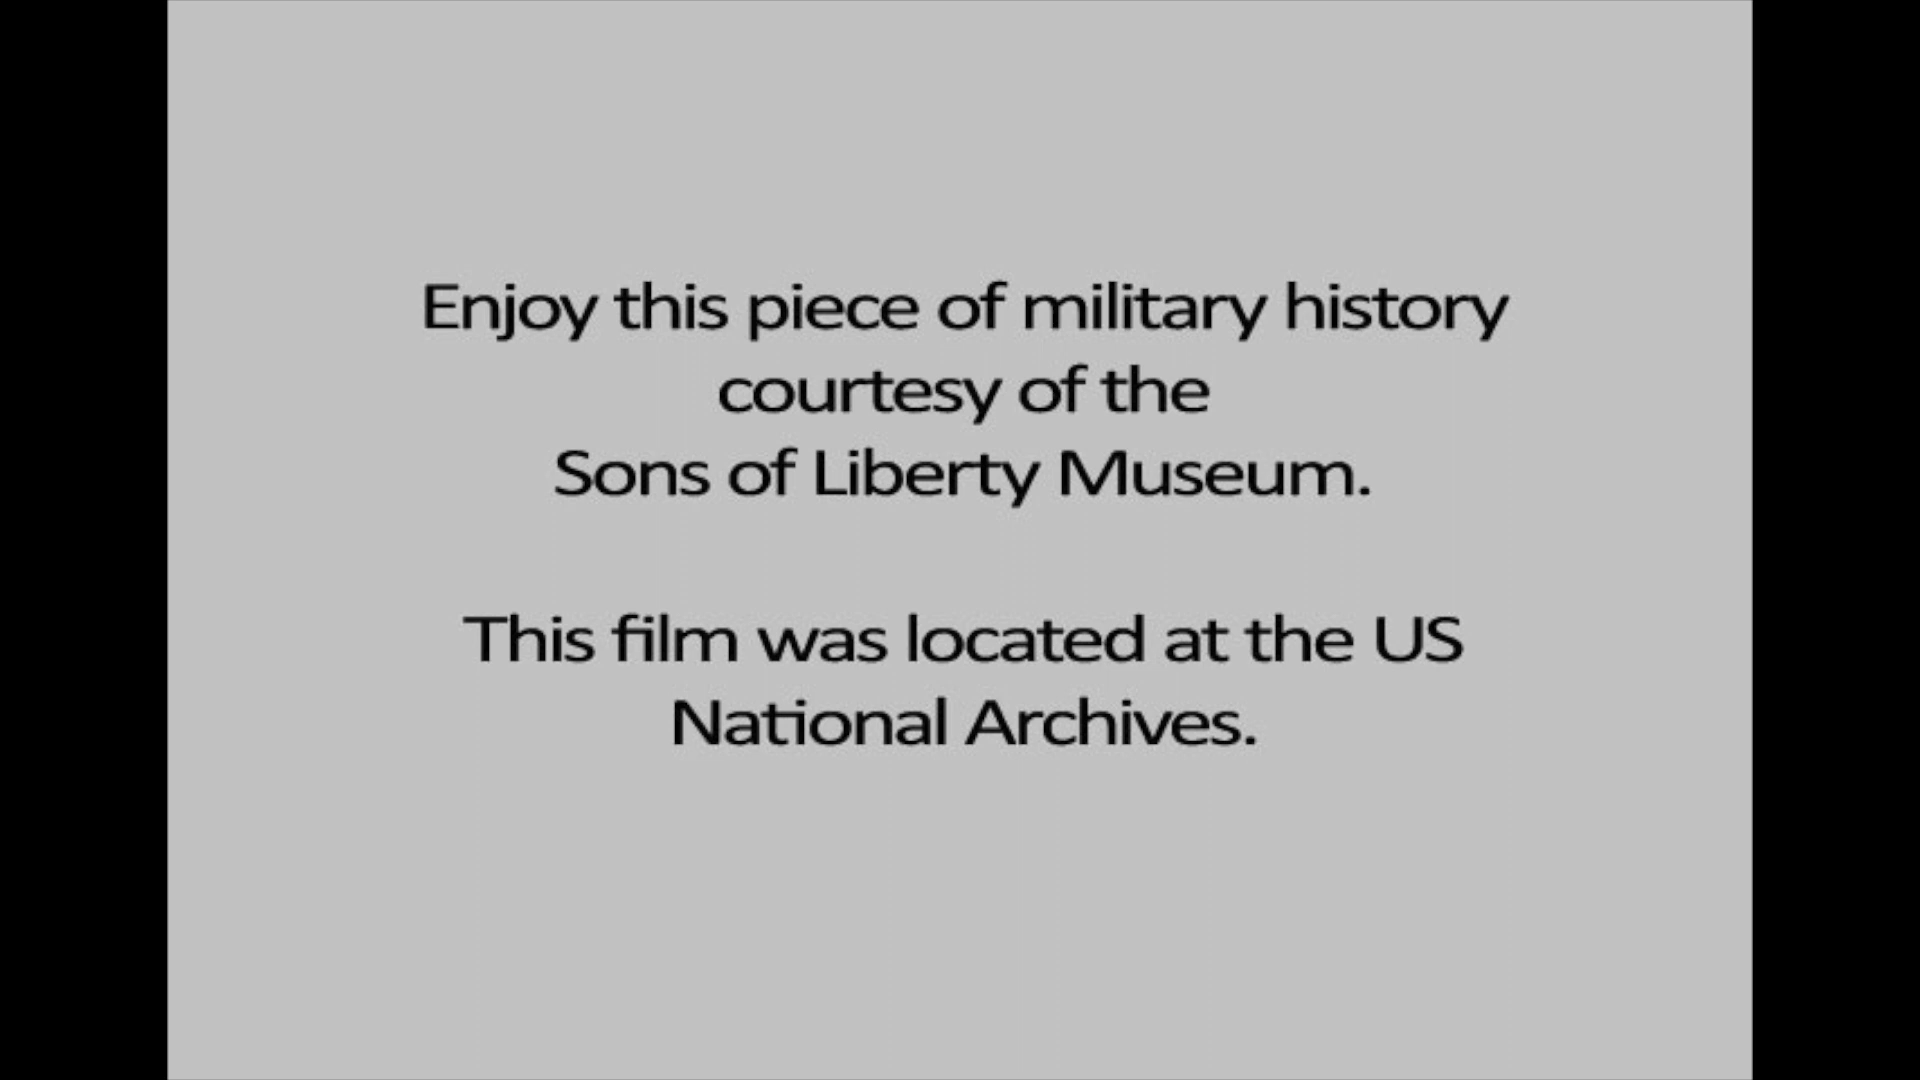 Enjoy this piece of military history
courtesy of the
Sons of Liberty Museum.
This film was located at the US
National Archives.